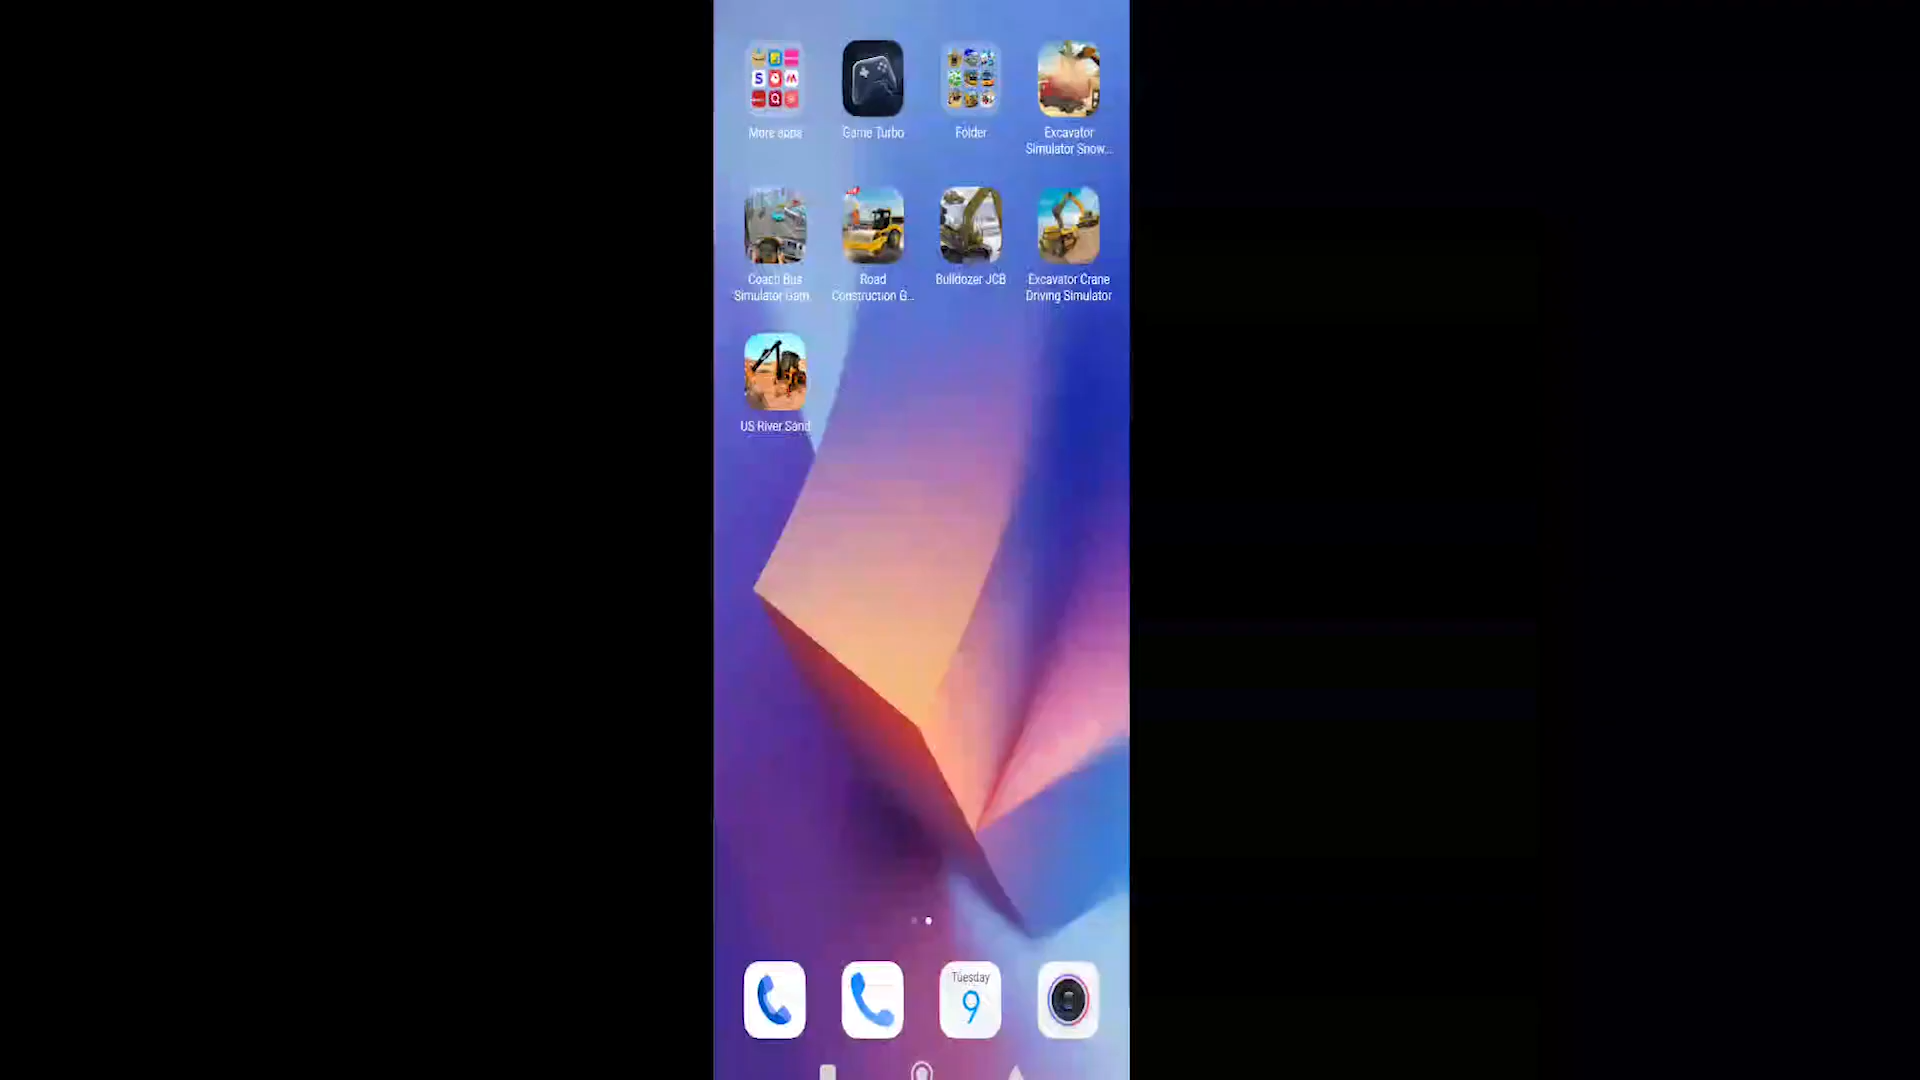 More apps
Game Turbo
Folder
Excavator
Simulator Snow...
Coach Bus
Simulator Gam
Road
Construction G...
Bulldozer JCB
Excavator Crane
Driving Simulator
US River Sand
Tuesday
9